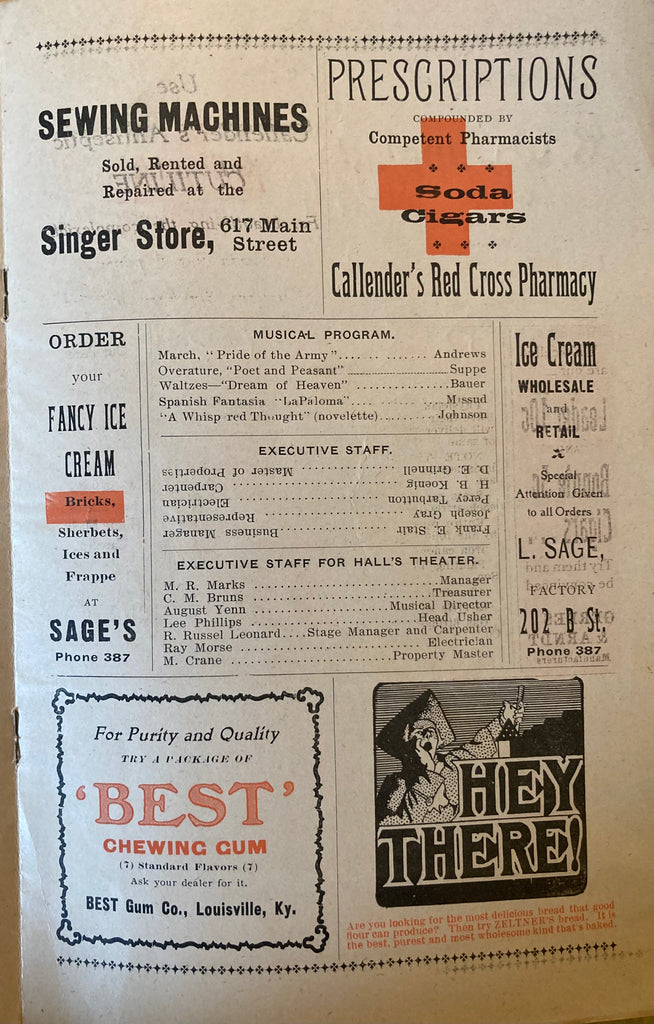 SEWING MACHINES
Sold, Rented and
Repaired at the
Singer Store, 617 Main
Street
PRESCRIPTIONS
COMPOUNDED BY
Competent Pharmacists
Soda
Cigars
Callender's Red Cross Pharmacy
ORDER
your
FANCY ICE
CREAM
Bricks,
Sherbets,
Ices and
Frappe
AT
SAGE'S
Phone 387
MUSICAL PROGRAM.
March, "Pride of the Army"........ ....... Andrews
Overature, "Poet and Peasant" ........................ Suppe
Waltzes—"Dream of Heaven" .............. Bauer
Spanish Fantasia "LaPaloma".... ......... Missud
"A Whisp red Thought" (novelette)........... Johnson
EXECUTIVE STAFF.
Frank E. Stair ............... Business Manager
Joseph Gray ................. Representative
Percy Tarbutton ............... Electrician
H. B. Koenig ................. Carpenter
D. E. Grinnell ............ Master of Properties
EXECUTIVE STAFF FOR HALL'S THEATER.
M. R. Marks ........................ Manager
C. M. Bruns ....................... Treasurer
August Yenn ................ Musical Director
Lee Phillips ..................... Head Usher
R. Russel Leonard....Stage Manager and Carpenter
Ray Morse ...................... Electrician
M. Crane .................... Property Master
Ice Cream
WHOLESALE
and
RETAIL
Special
Attention Given
to all Orders
L. SAGE,
FACTORY
202 B St.
Phone 387
For Purity and Quality
TRY A PACKAGE OF
'BEST'
CHEWING GUM
(7) Standard Flavors (7)
Ask your dealer for it.
BEST Gum Co., Louisville, Ky.
HEY
THERE!
Are you looking for the most delicious bread that good
flour can produce? Then try ZELTNER'S bread. It is
the best, purest and most wholesome kind that's baked.